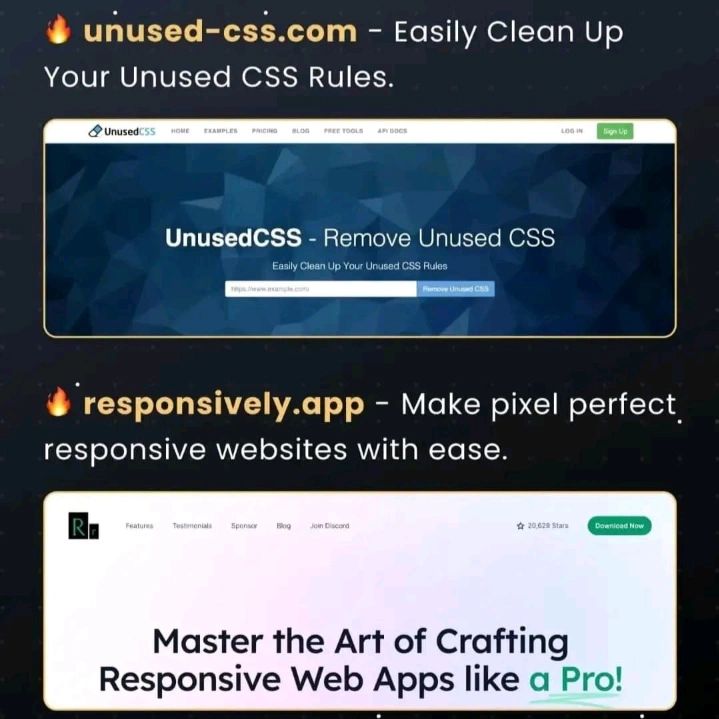 🔥 unused-css.com - Easily Clean Up
Your Unused CSS Rules.
UnusedCSS HOME EXAMPLES PRICING BLOG FREE TOOLS API DOCS LOG IN Sign Up
UnusedCSS - Remove Unused CSS
Easily Clean Up Your Unused CSS Rules
https://www.example.com/ Remove Unused CSS
🔥 responsively.app - Make pixel perfect
responsive websites with ease.
Rr Features Testimonials Sponsor Blog Join Discord 20,629 Stars Download Now
Master the Art of Crafting
Responsive Web Apps like a Pro!